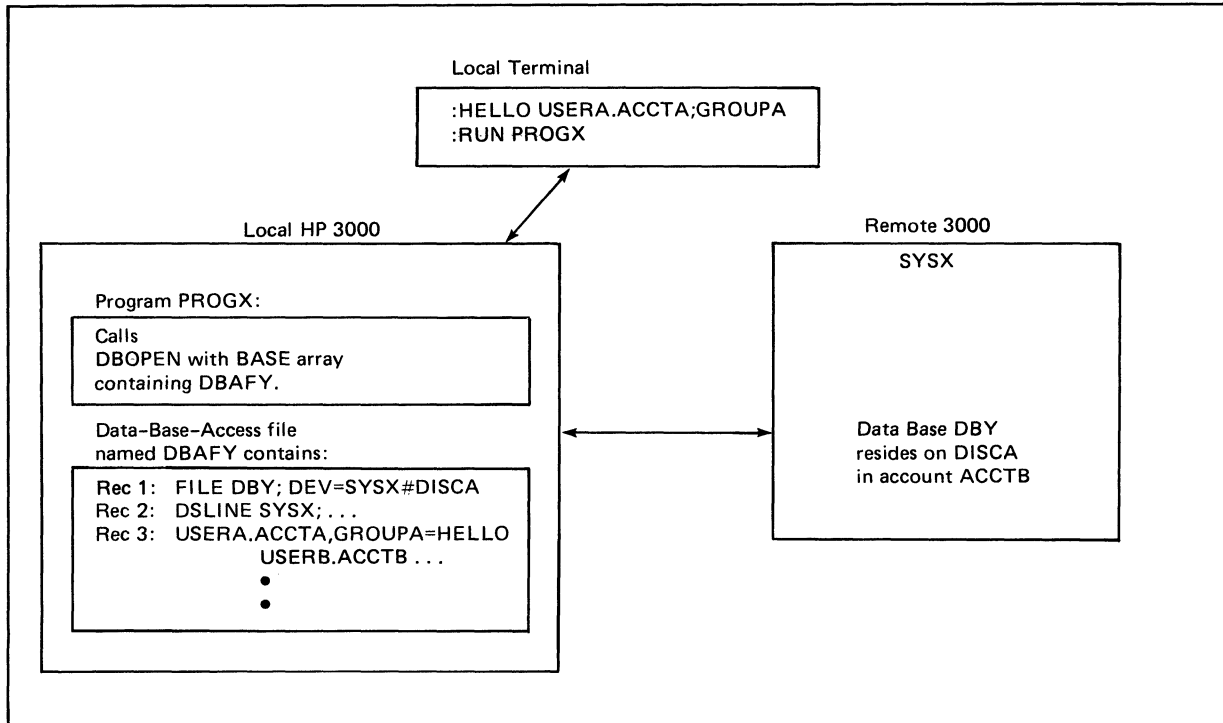 Local Terminal
:HELLO USERA.ACCTA;GROUPA
:RUN PROGX
Local HP 3000
Program PROGX:
Calls
DBOPEN with BASE array
containing DBAFY.
Data-Base-Access file
named DBAFY contains:
Rec 1: FILE DBY; DEV=SYSX#DISCA
Rec 2: DSLINE SYSX; . . .
Rec 3: USERA.ACCTA,GROUPA=HELLO
USERB.ACCTB . . .
Remote 3000
SYSX
Data Base DBY
resides on DISCA
in account ACCTB